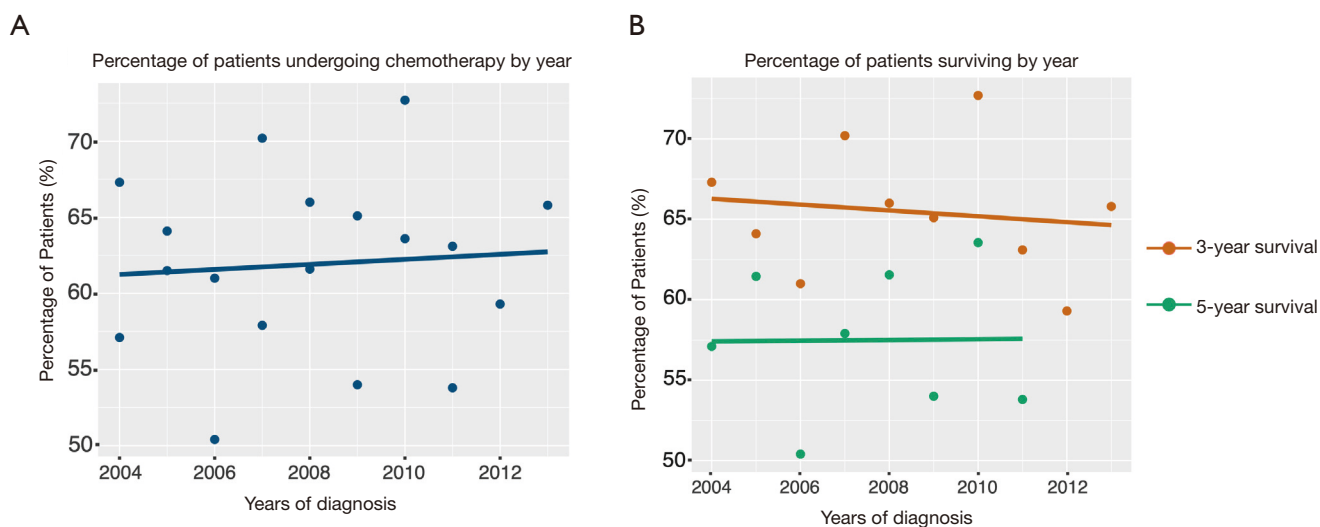 A
Percentage of patients undergoing chemotherapy by year
Percentage of Patients (%)
70
65
60
55
50
2004
2006
2008
2010
2012
Years of diagnosis
B
Percentage of patients surviving by year
Percentage of Patients (%)
70
65
60
55
50
2004
2006
2008
2010
2012
Years of diagnosis
3-year survival
5-year survival